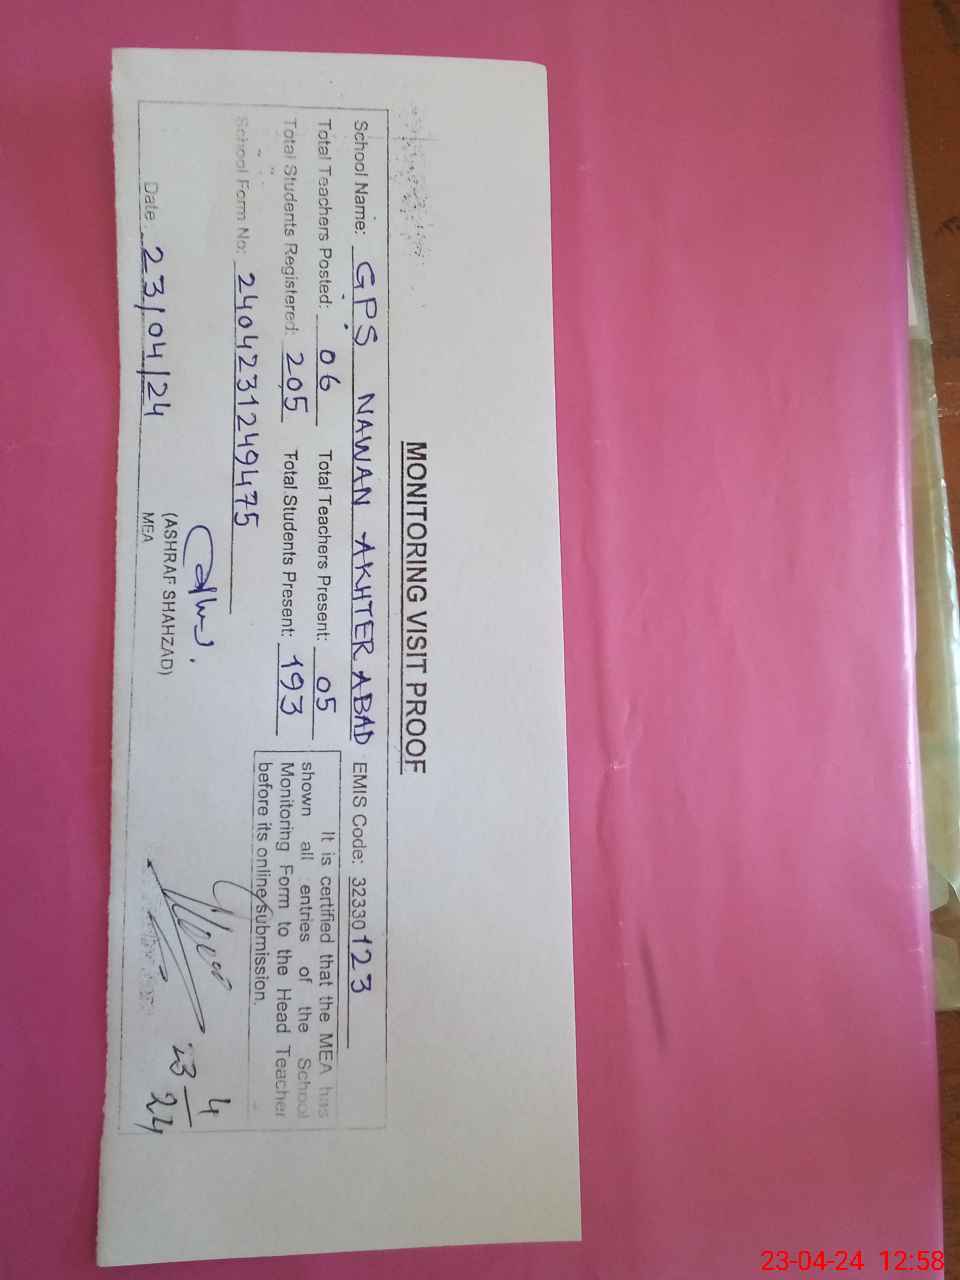 MONITORING VISIT PROOF
School Name: GPS NAWAN AKHTER ABAD EMIS Code: 32330123
Total Teachers Posted: 06 Total Teachers Present: 05
Total Students Registered: 205 Total Students Present: 193
School Form No: 2404231249475
It is certified that the MEA has
shown all entries of the School
Monitoring Form to the Head Teacher
before its online submission.
(ASHRAF SHAHZAD)
MEA
Date: 23/04/24
23/4/24
23-04-24 12:58